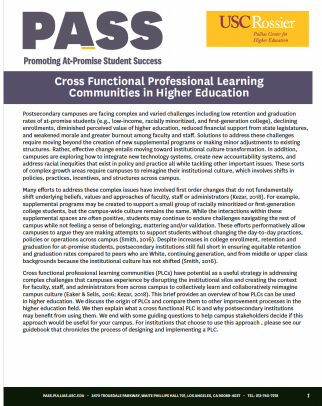 PASS
Promoting At-Promise Student Success
USC Rossier
Pullias Center for
Higher Education
Cross Functional Professional Learning
Communities in Higher Education
Postsecondary campuses are facing complex and varied challenges including low retention and graduation
rates of at-promise students (e.g., low-income, racially minoritized, and first-generation college), declining
enrollments, diminished perceived value of higher education, reduced financial support from state legislatures,
and weakened morale and greater burnout among faculty and staff. Solutions to address these challenges
require moving beyond the creation of new supplemental programs or making minor adjustments to existing
structures. Rather, effective change entails moving toward institutional culture transformation. In addition,
campuses are exploring how to integrate new technology systems, create new accountability systems, and
address racial inequities that exist in policy and practice all while tackling other important issues. These sorts
of complex growth areas require campuses to reimagine their institutional culture, which involves shifts in
policies, practices, incentives, and structures across campus.
Many efforts to address these complex issues have involved first order changes that do not fundamentally
shift underlying beliefs, values and approaches of faculty, staff or administrators (Kezar, 2018). For example,
supplemental programs may be created to support a small group of racially minoritized or first-generation
college students, but the campus-wide culture remains the same. While the interactions within these
supplemental spaces are often positive, students may continue to endure challenges navigating the rest of
campus while not feeling a sense of belonging, mattering and/or validation. These efforts performatively allow
campuses to argue they are making attempts to support students without changing the day-to-day practices,
policies or operations across campus (Smith, 2016). Despite increases in college enrollment, retention and
graduation for at-promise students, postsecondary institutions still fall short in ensuring equitable retention
and graduation rates compared to peers who are White, continuing generation, and from middle or upper class
backgrounds because the institutional culture has not shifted (Smith, 2016).
Cross functional professional learning communities (PLCs) have potential as a useful strategy in addressing
complex challenges that campuses experience by disrupting the institutional silos and creating the context
for faculty, staff, and administrators from across campus to collectively learn and collaboratively reimagine
campus culture (Eaker & Sells, 2016; Kezar, 2018). This brief provides an overview of how PLCs can be used
in higher education. We discuss the origin of PLCs and compare them to other improvement processes in the
higher education field. We then explain what a cross functional PLC is and why postsecondary institutions
may benefit from using them. We end with some guiding questions to help campus stakeholders decide if this
approach would be useful for your campus. For institutions that choose to use this approach , please see our
guidebook that chronicles the process of designing and implementing a PLC.
PASS.PULLIAS.USC.EDU • 3470 TROUSDALE PARKWAY, WAITE PHILLIPS HALL 701, LOS ANGELES, CA 90089-4037 • TEL: 213-740-7218
1